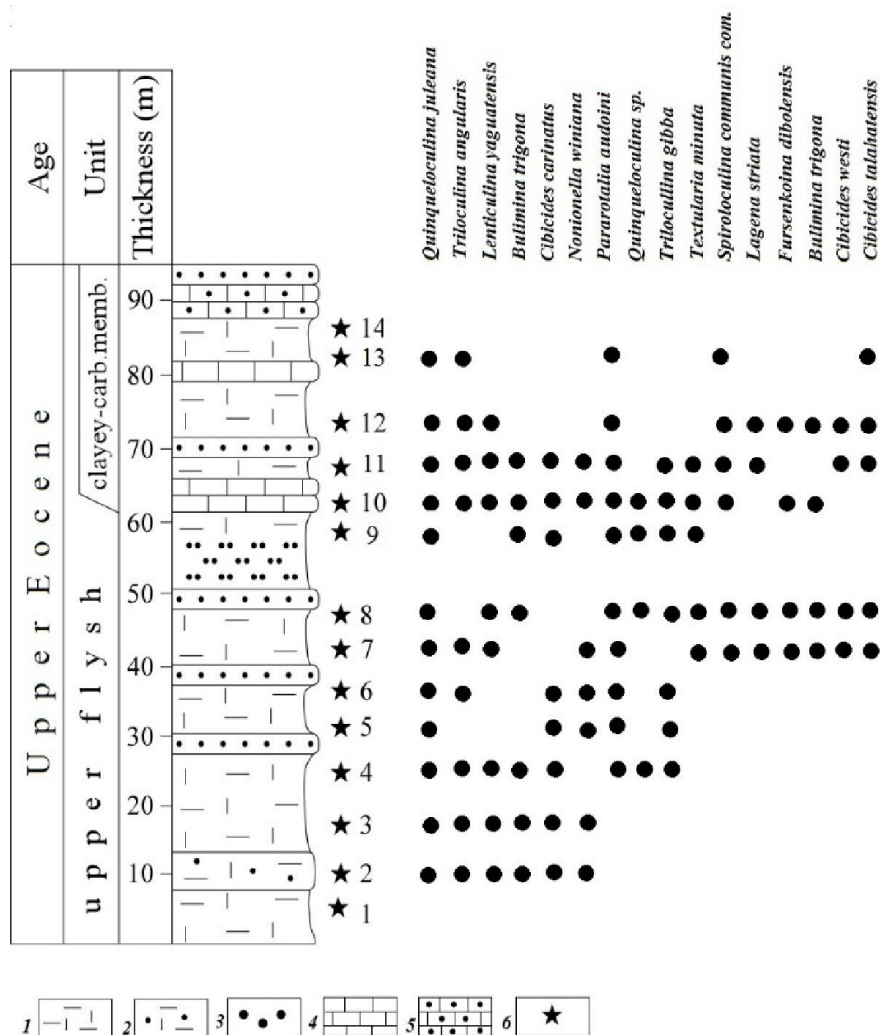 Age
Unit
Thickness (m)
Quinqueloculina juleana
Triloculina angularis
Lenticulina yaguatensis
Bulimina trigona
Cibicides carinatus
Nonionella winiana
Pararotalia audoini
Quinqueloculina sp.
Trilocullina gibba
Textularia minuta
Spiroloculina communis com.
Lagena striata
Fursenkoina dibolensis
Bulimina trigona
Cibicides westi
Cibicides talahatensis
Upper Eocene
clayey-carb.memb.
upper flysh
90
80
70
60
50
40
30
20
10
14
13
12
11
10
9
8
7
6
5
4
3
2
1
1
2
3
4
5
6